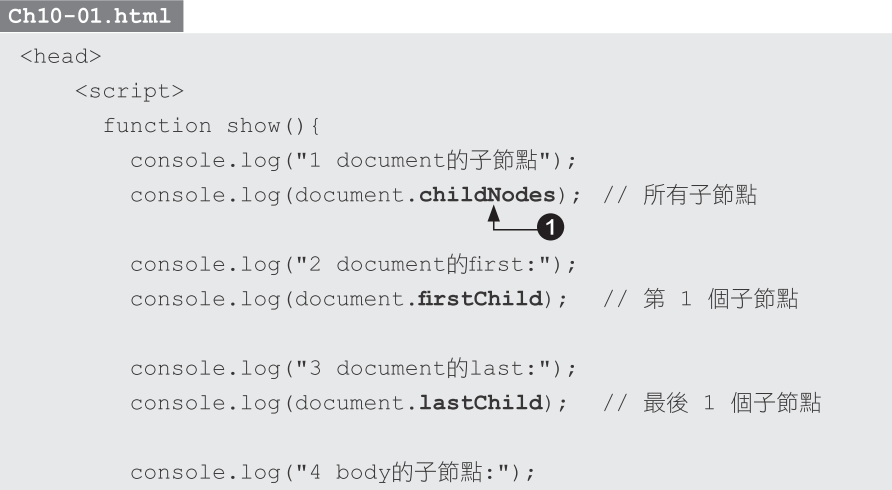 Ch10-01.html
<head>
<script>
function show(){
console.log("1 document的子節點");
console.log(document.childNodes); // 所有子節點
1
console.log("2 document的first:");
console.log(document.firstChild); // 第 1 個子節點
console.log("3 document的last:");
console.log(document.lastChild); // 最後 1 個子節點
console.log("4 body的子節點:");